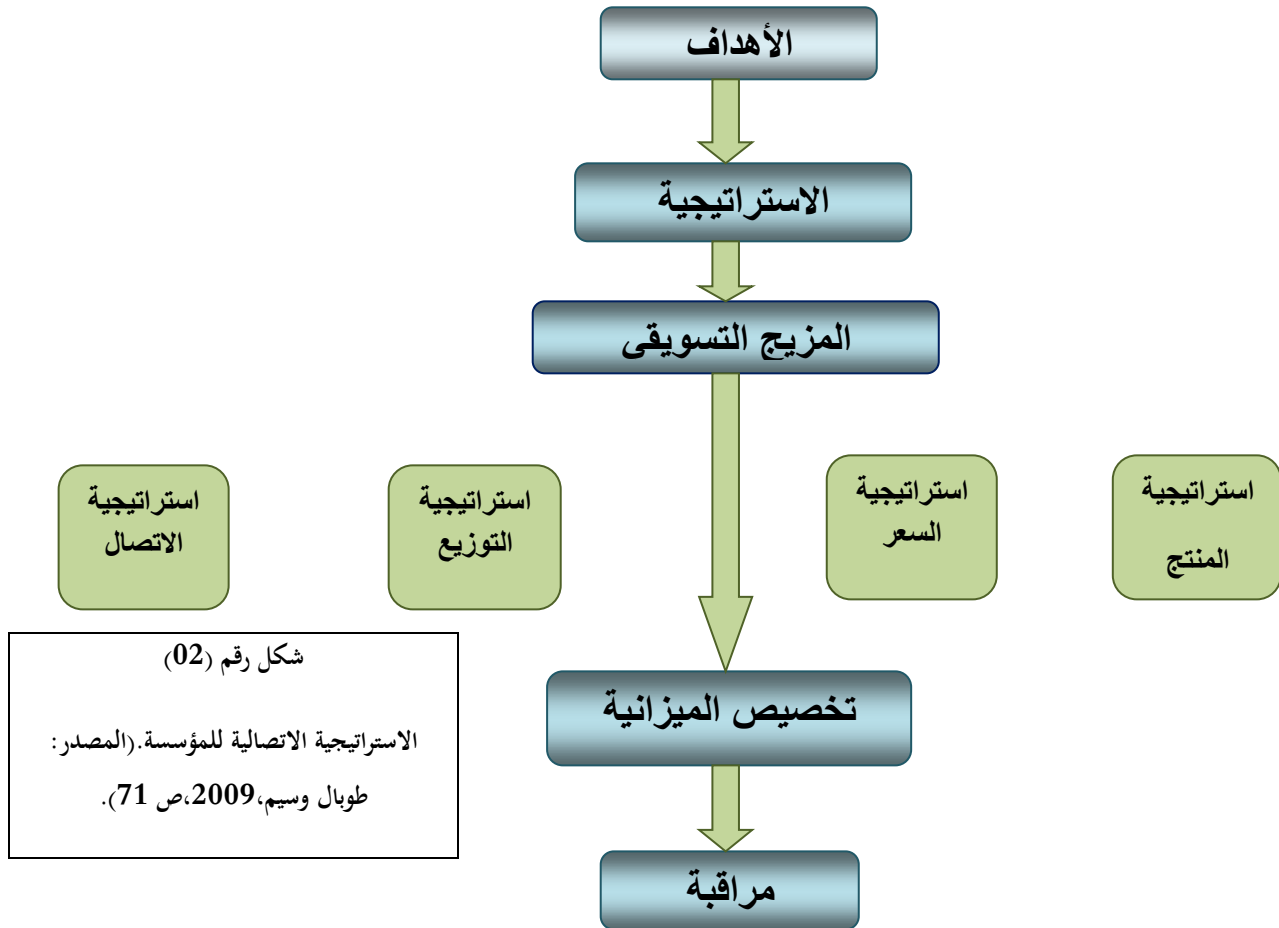 الأهداف
الاستراتيجية
المزيج التسويقى
استراتيجية
المنتج
استراتيجية
السعر
استراتيجية
التوزيع
استراتيجية
الاتصال
شكل رقم (02)
الاستراتيجية الاتصالية للمؤسسة.(المصدر:
طوبال وسيم،2009،ص 71).
تخصيص الميزانية
مراقبة